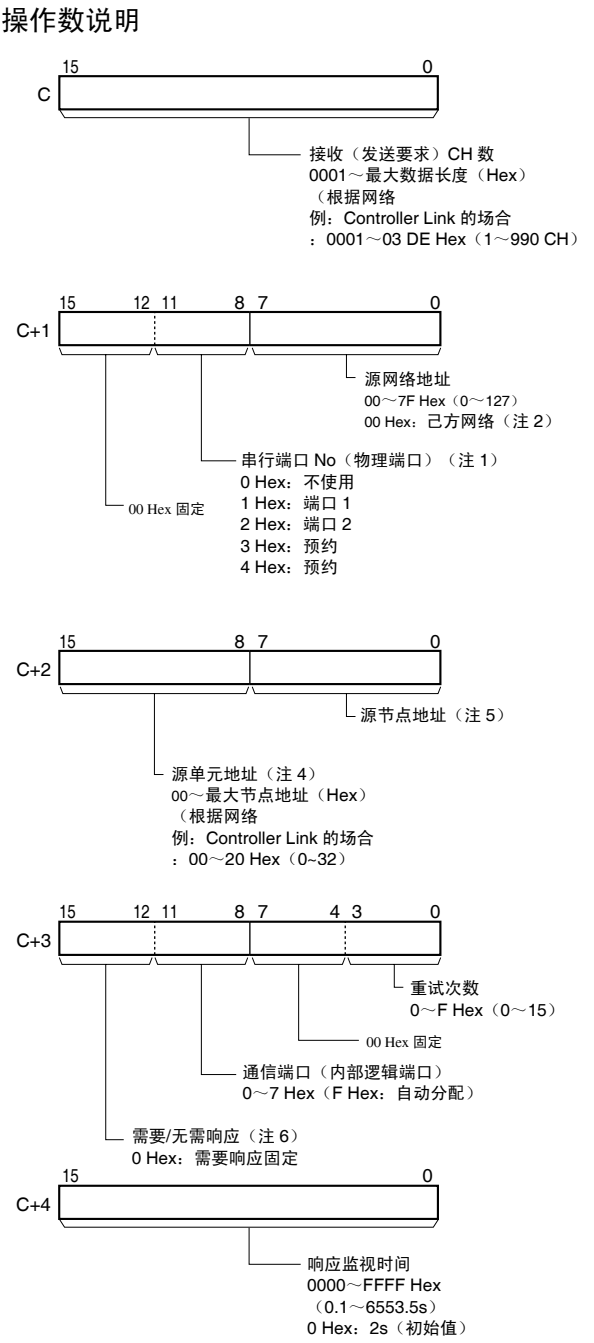 操作数说明
15 0
C
接收（发送要求）CH 数
0001～最大数据长度（Hex）
（根据网络
例：Controller Link 的场合
：0001～03 DE Hex（1～990 CH）
15 12 11 8 7 0
C+1
源网络地址
00～7F Hex（0～127）
00 Hex：己方网络（注 2）
串行端口 No（物理端口）（注 1）
0 Hex：不使用
1 Hex：端口 1
2 Hex：端口 2
3 Hex：预约
4 Hex：预约
00 Hex 固定
15 8 7 0
C+2
源节点地址（注 5）
源单元地址（注 4）
00～最大节点地址（Hex）
（根据网络
例：Controller Link 的场合
：00～20 Hex（0~32）
15 12 11 8 7 4 3 0
C+3
重试次数
0～F Hex（0～15）
00 Hex 固定
通信端口（内部逻辑端口）
0～7 Hex（F Hex：自动分配）
需要/无需响应（注 6）
0 Hex：需要响应固定
15 0
C+4
响应监视时间
0000～FFFF Hex
（0.1～6553.5s）
0 Hex：2s（初始值）